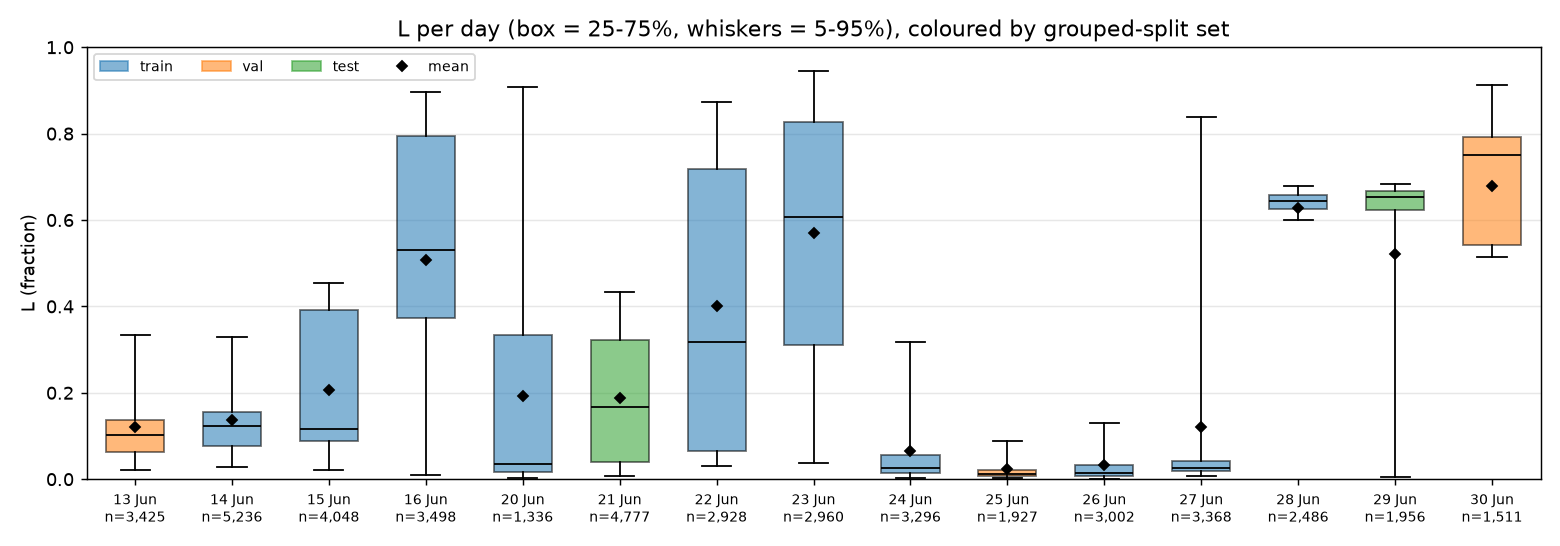 L per day (box = 25-75%, whiskers = 5-95%), coloured by grouped-split set
train val test mean
L (fraction)
1.0
0.8
0.6
0.4
0.2
0.0
13 Jun 14 Jun 15 Jun 16 Jun 20 Jun 21 Jun 22 Jun 23 Jun 24 Jun 25 Jun 26 Jun 27 Jun 28 Jun 29 Jun 30 Jun
n=3,425 n=5,236 n=4,048 n=3,498 n=1,336 n=4,777 n=2,928 n=2,960 n=3,296 n=1,927 n=3,002 n=3,368 n=2,486 n=1,956 n=1,511